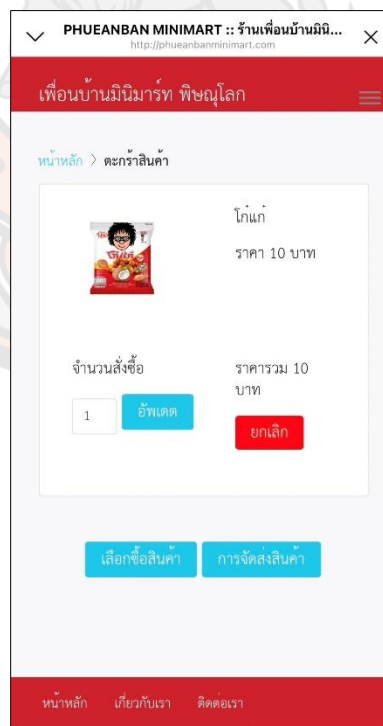 PHUEANBAN MINIMART :: ร้านเพื่อนบ้านมินิ...
http://phueanbanminimart.com
เพื่อนบ้านมินิมาร์ท พิษณุโลก
หน้าหลัก > ตะกร้าสินค้า
โก๋แก่
โก๋แก่
ราคา 10 บาท
จำนวนสั่งซื้อ
ราคารวม 10
บาท
1
อัพเดต
ยกเลิก
เลือกซื้อสินค้า
การจัดส่งสินค้า
หน้าหลัก เกี่ยวกับเรา ติดต่อเรา